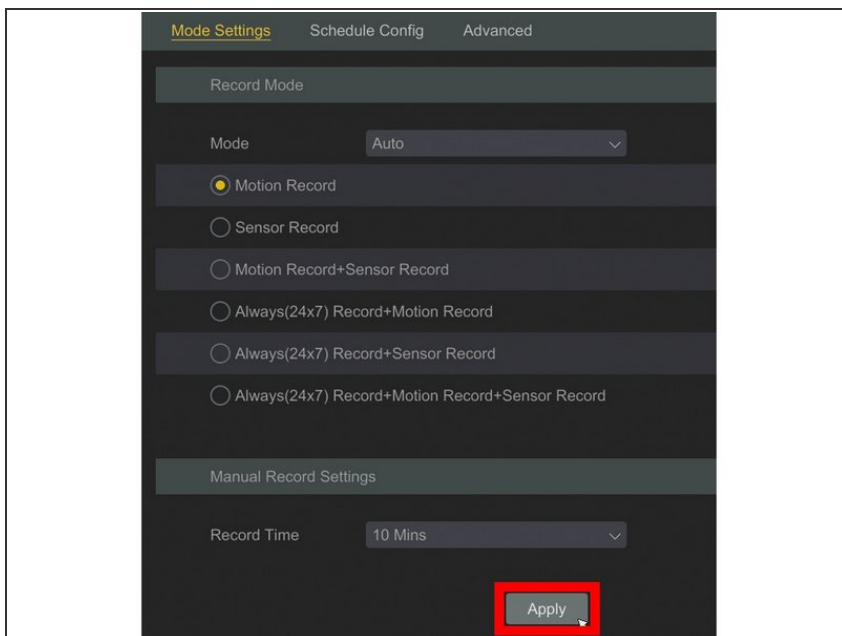 Mode Settings Schedule Config Advanced
Record Mode
Mode Auto
Motion Record
Sensor Record
Motion Record+Sensor Record
Always(24x7) Record+Motion Record
Always(24x7) Record+Sensor Record
Always(24x7) Record+Motion Record+Sensor Record
Manual Record Settings
Record Time 10 Mins
Apply